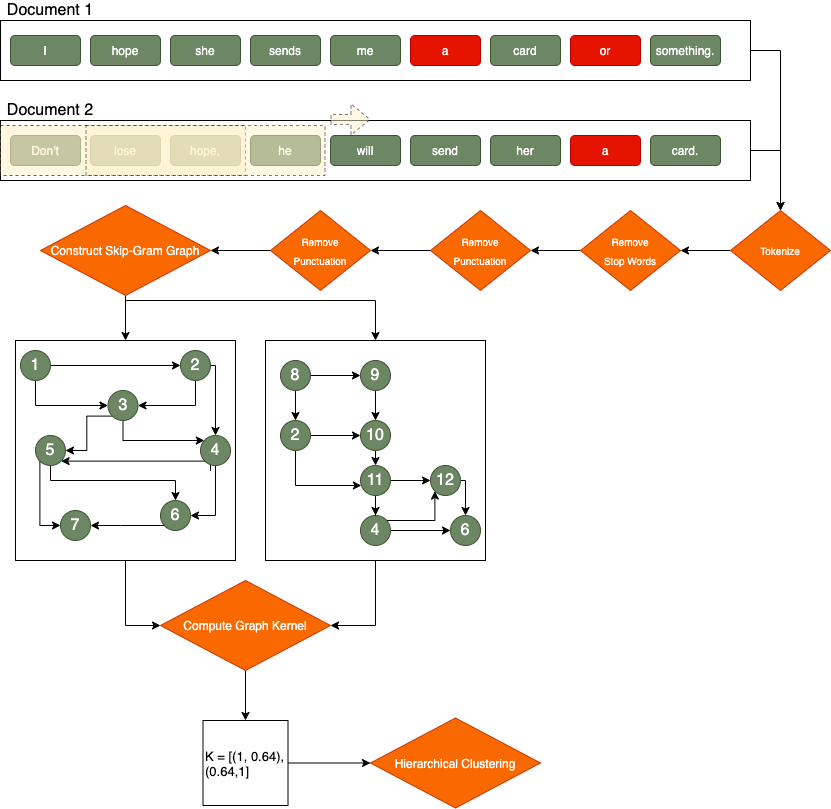 Document 1
I hope she sends me a card or something.
Document 2
Don't lose hope, he will send her a card.
Construct Skip-Gram Graph
Remove
Punctuation
Remove
Punctuation
Remove
Stop Words
Tokenize
1 2
3
5 4
6
7
8 9
2 10
11 12
4 6
Compute Graph Kernel
K = [(1, 0.64),
(0.64,1]
Hierarchical Clustering